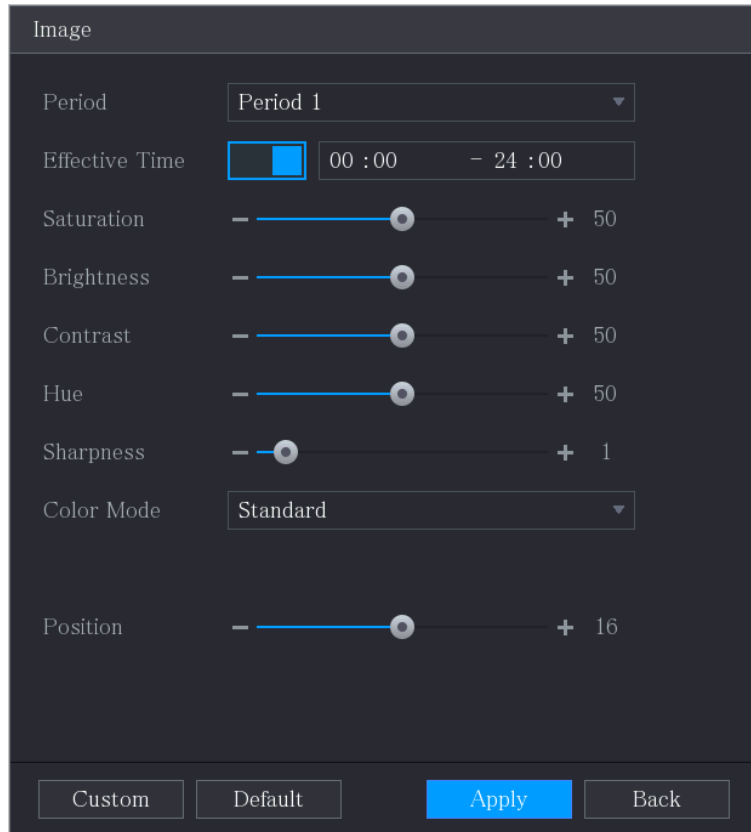 Image
Period Period 1
Effective Time 00 :00 - 24 :00
Saturation 50
Brightness 50
Contrast 50
Hue 50
Sharpness 1
Color Mode Standard
Position 16
Custom Default Apply Back